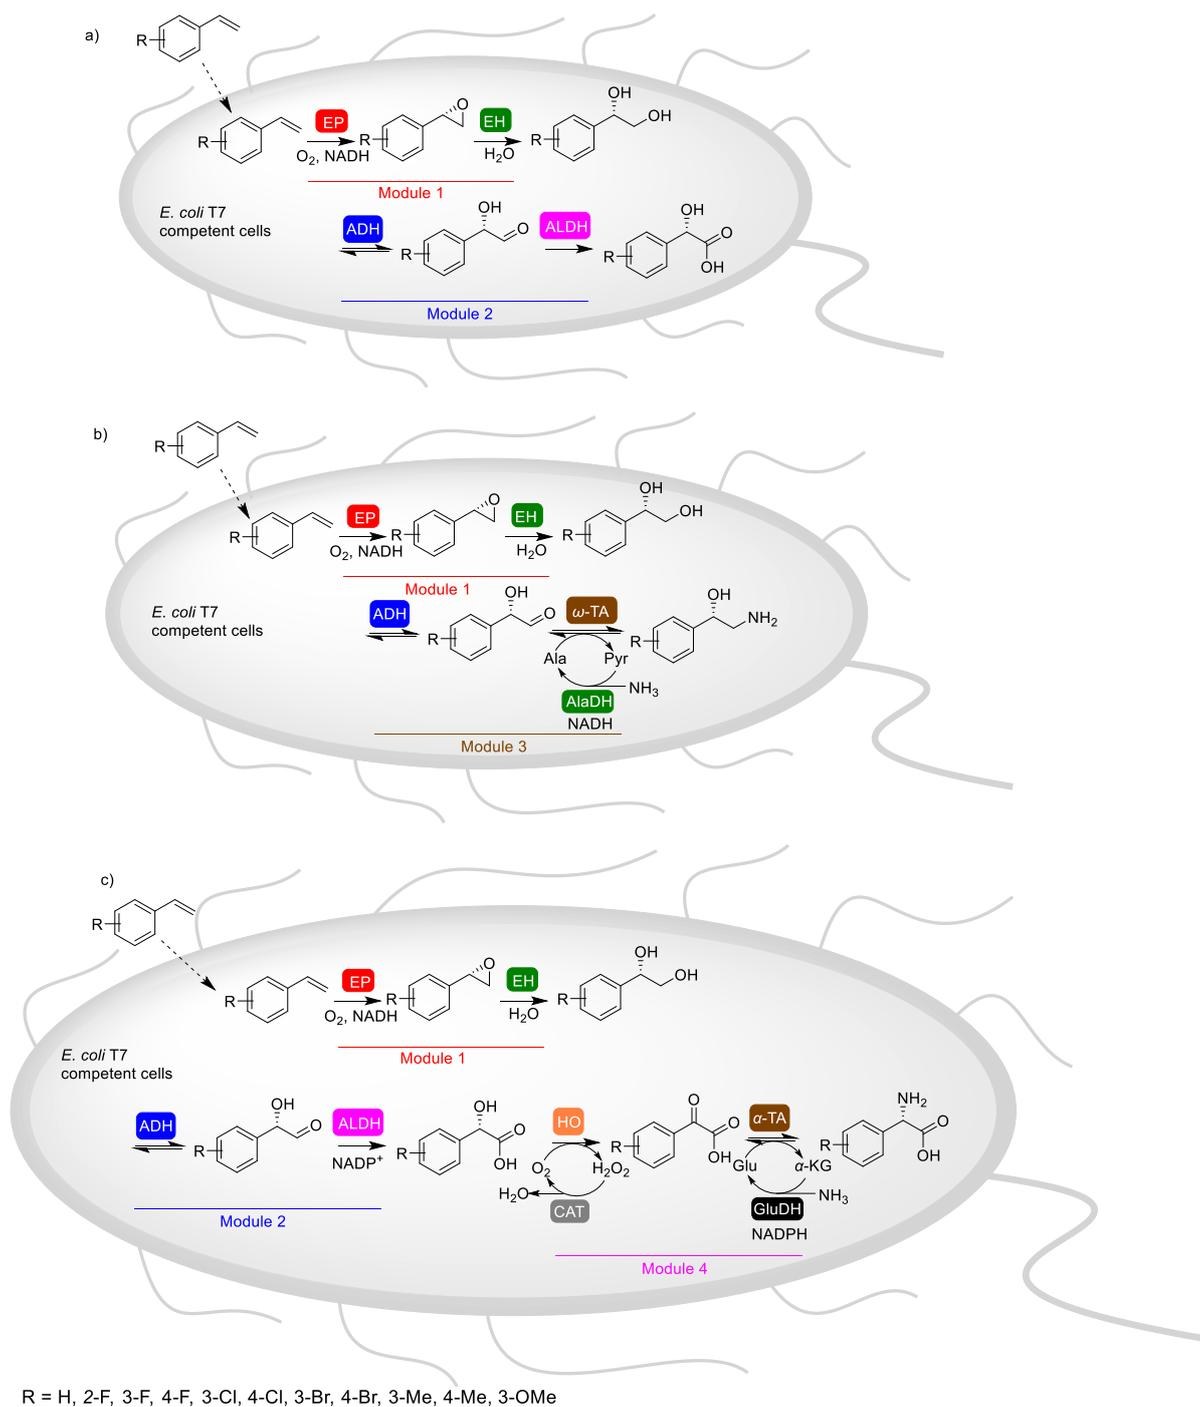 a)
R
R
EP
O2, NADH
R
O
EH
H2O
R
OH
OH
Module 1
E. coli T7
competent cells
ADH
R
OH
O
ALDH
R
OH
O
OH
Module 2
b)
R
R
EP
O2, NADH
R
O
EH
H2O
R
OH
OH
Module 1
E. coli T7
competent cells
ADH
R
OH
O
ω-TA
Ala
Pyr
AlaDH
NH3
NADH
R
OH
NH2
Module 3
c)
R
R
EP
O2, NADH
R
O
EH
H2O
R
OH
OH
Module 1
E. coli T7
competent cells
ADH
R
OH
O
ALDH
NADP+
R
OH
O
OH
HO
O2
H2O2
H2O
CAT
R
O
O
OH
α-TA
Glu
α-KG
NH3
GluDH
NADPH
R
NH2
O
OH
Module 2
Module 4
R = H, 2-F, 3-F, 4-F, 3-Cl, 4-Cl, 3-Br, 4-Br, 3-Me, 4-Me, 3-OMe